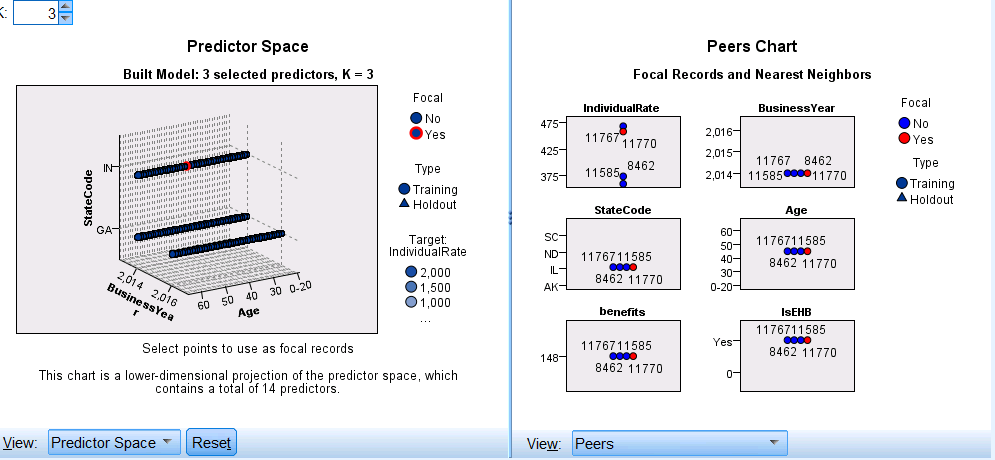 K: 3
Predictor Space
Built Model: 3 selected predictors, K = 3
StateCode
IN
GA
2,014
2,016
BusinessYea
r
60 50 40 30 0-20
Age
Focal
No
Yes
Type
Training
Holdout
Target:
IndividualRate
2,000
1,500
1,000
...
Select points to use as focal records
This chart is a lower-dimensional projection of the predictor space, which
contains a total of 14 predictors.
View: Predictor Space Reset
Peers Chart
Focal Records and Nearest Neighbors
IndividualRate
475
425
375
11767
11770
8462
11585
BusinessYear
2,016
2,015
2,014
11767 8462
11585 11770
StateCode
SC
ND
IL
AK
1176711585
8462 11770
Age
60
50
40
30
0-20
1176711585
8462 11770
benefits
148
1176711585
8462 11770
IsEHB
Yes
0
1176711585
8462 11770
Focal
No
Yes
Type
Training
Holdout
View: Peers